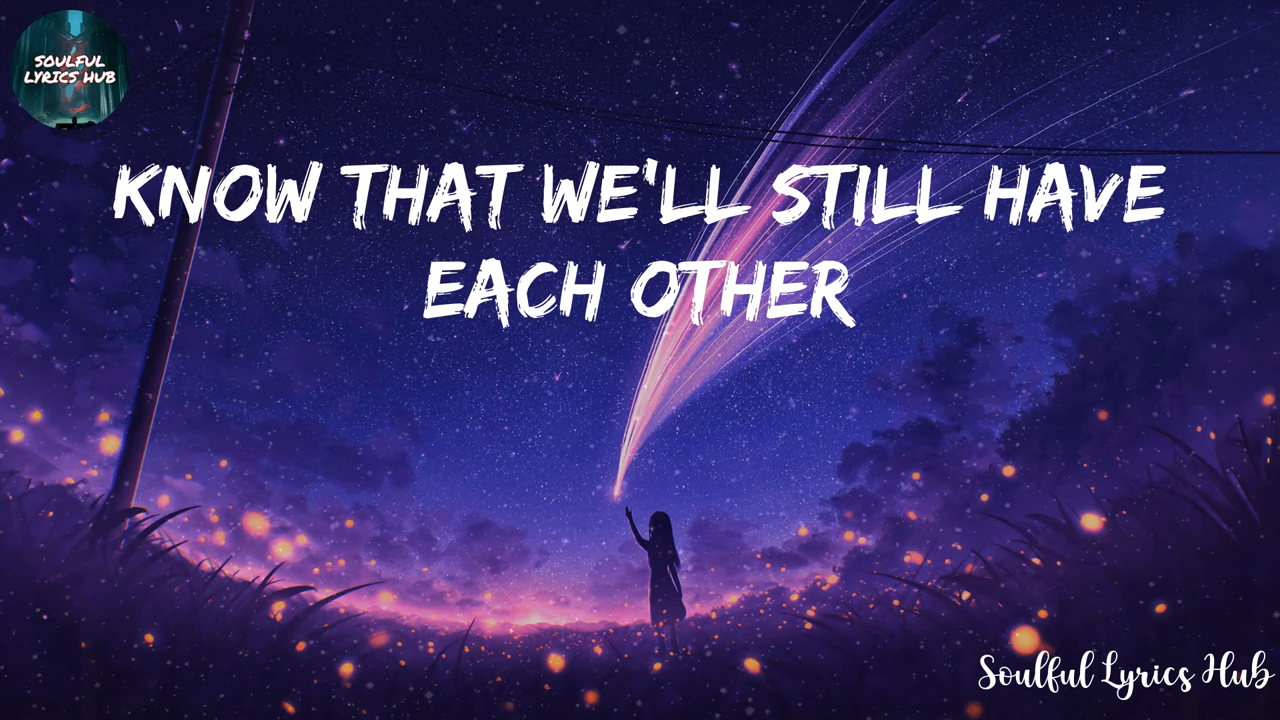 SOULFUL
LYRICS HUB
KNOW THAT WE'LL STILL HAVE
EACH OTHER
Soulful Lyrics Hub